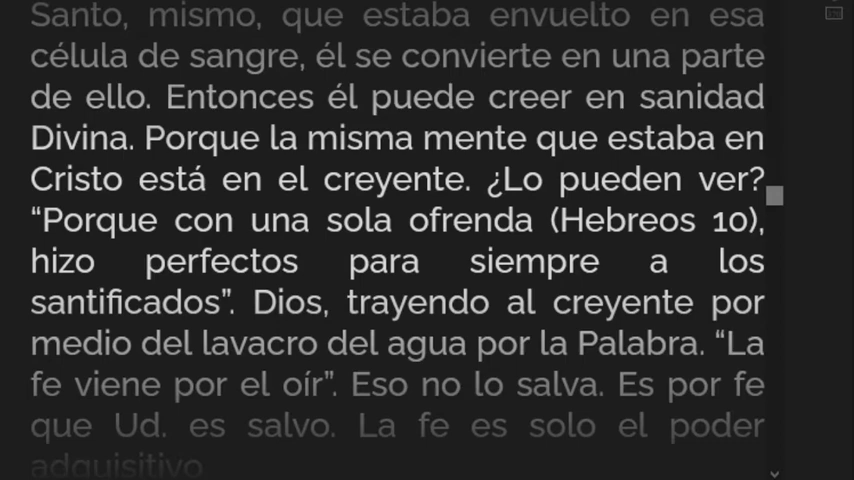 Santo, mismo, que estaba envuelto en esa
célula de sangre, él se convierte en una parte
de ello. Entonces él puede creer en sanidad
Divina. Porque la misma mente que estaba en
Cristo está en el creyente. ¿Lo pueden ver?
“Porque con una sola ofrenda (Hebreos 10),
hizo perfectos para siempre a los
santificados”. Dios, trayendo al creyente por
medio del lavacro del agua por la Palabra. “La
fe viene por el oír”. Eso no lo salva. Es por fe
que Ud. es salvo. La fe es solo el poder
adquisitivo